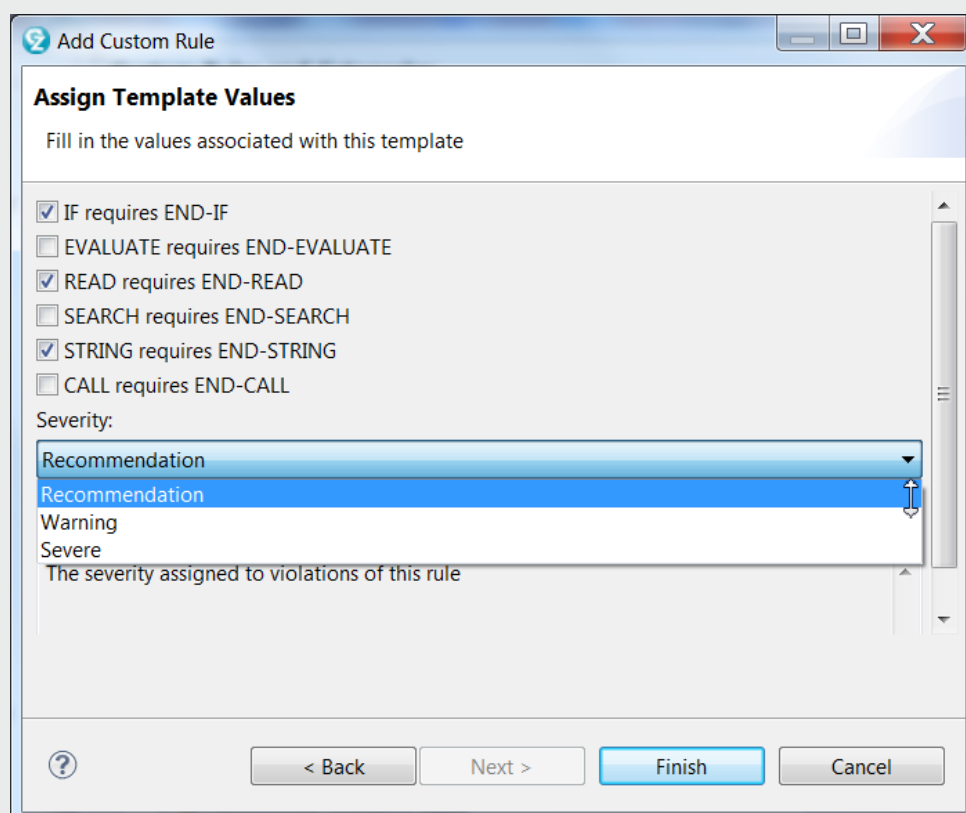 Add Custom Rule
Assign Template Values
Fill in the values associated with this template
IF requires END-IF
EVALUATE requires END-EVALUATE
READ requires END-READ
SEARCH requires END-SEARCH
STRING requires END-STRING
CALL requires END-CALL
Severity:
Recommendation
Recommendation
Warning
Severe
The severity assigned to violations of this rule
? < Back Next > Finish Cancel